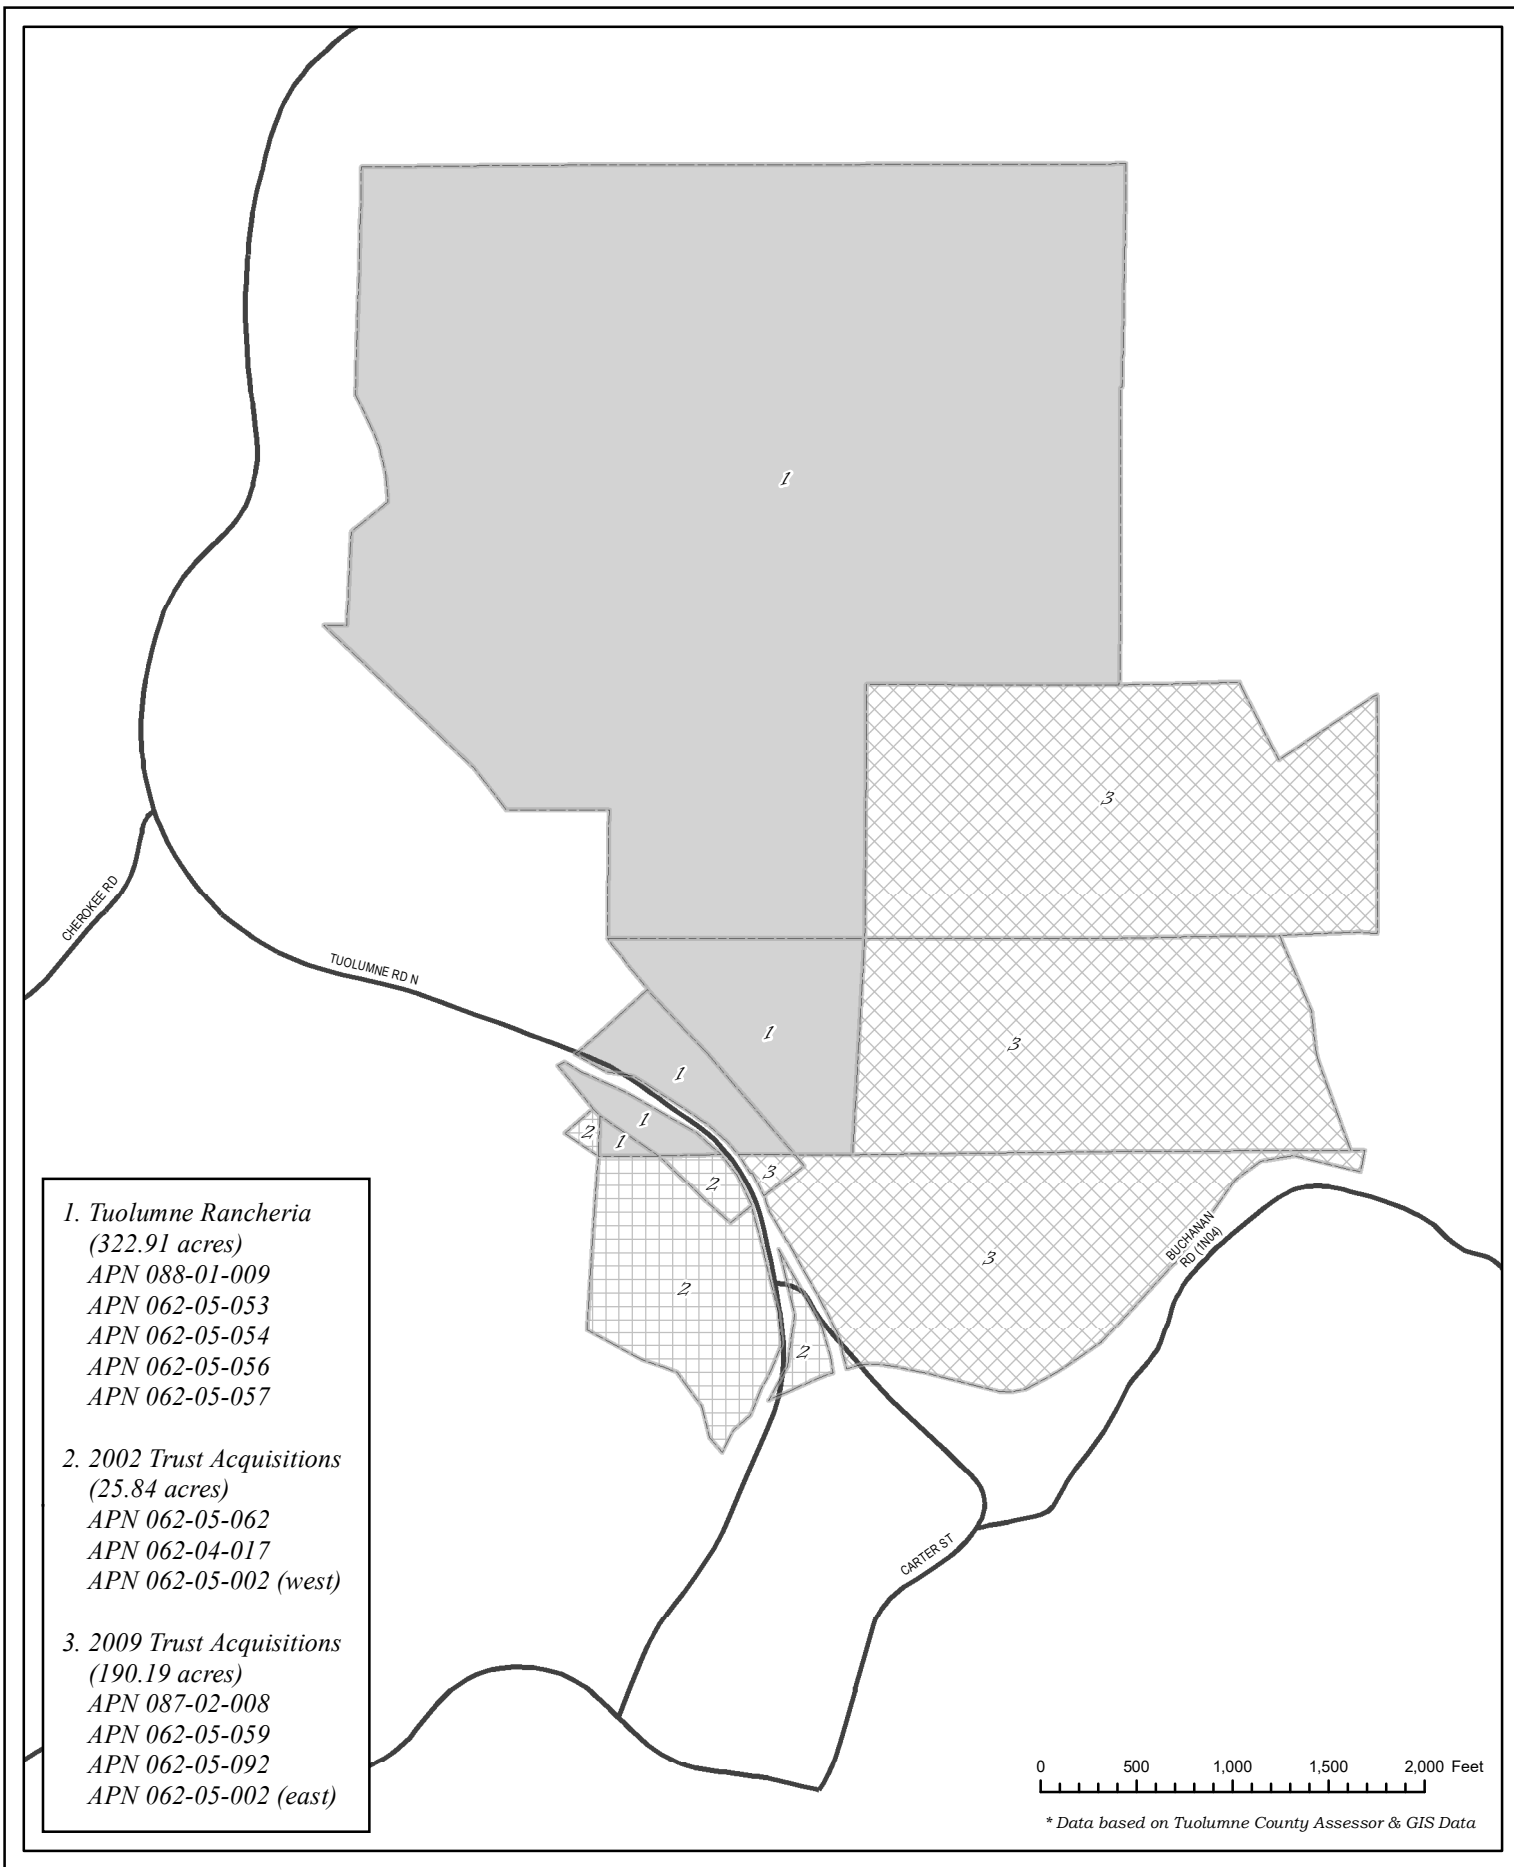 1
3
CHEROKEE RD
TUOLUMNE RD N
1
3
1
1
2
1
3
2
BUCHANAN
RD (1N04)
3
2
2
CARTER ST
1. Tuolumne Rancheria
(322.91 acres)
APN 088-01-009
APN 062-05-053
APN 062-05-054
APN 062-05-056
APN 062-05-057
2. 2002 Trust Acquisitions
(25.84 acres)
APN 062-05-062
APN 062-04-017
APN 062-05-002 (west)
3. 2009 Trust Acquisitions
(190.19 acres)
APN 087-02-008
APN 062-05-059
APN 062-05-092
APN 062-05-002 (east)
0 500 1,000 1,500 2,000 Feet
* Data based on Tuolumne County Assessor & GIS Data